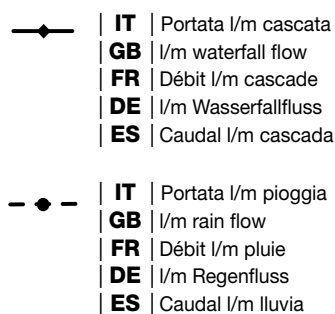 | IT | Portata l/m cascata
| GB | l/m waterfall flow
| FR | Débit l/m cascade
| DE | l/m Wasserfallfluss
| ES | Caudal l/m cascada
| IT | Portata l/m pioggia
| GB | l/m rain flow
| FR | Débit l/m pluie
| DE | l/m Regenfluss
| ES | Caudal l/m lluvia